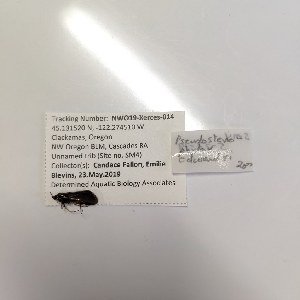 Tracking Number: NWO19-Xerces-014
45.131520 N, -122.274510 W
Clackamas, Oregon
NW Oregon BLM, Cascades RA
Unnamed trib (Site no. SM4)
Collector(s): Candace Fallon, Emilie
Blevins, 23.May.2019
Determined Aquatic Biology Associates